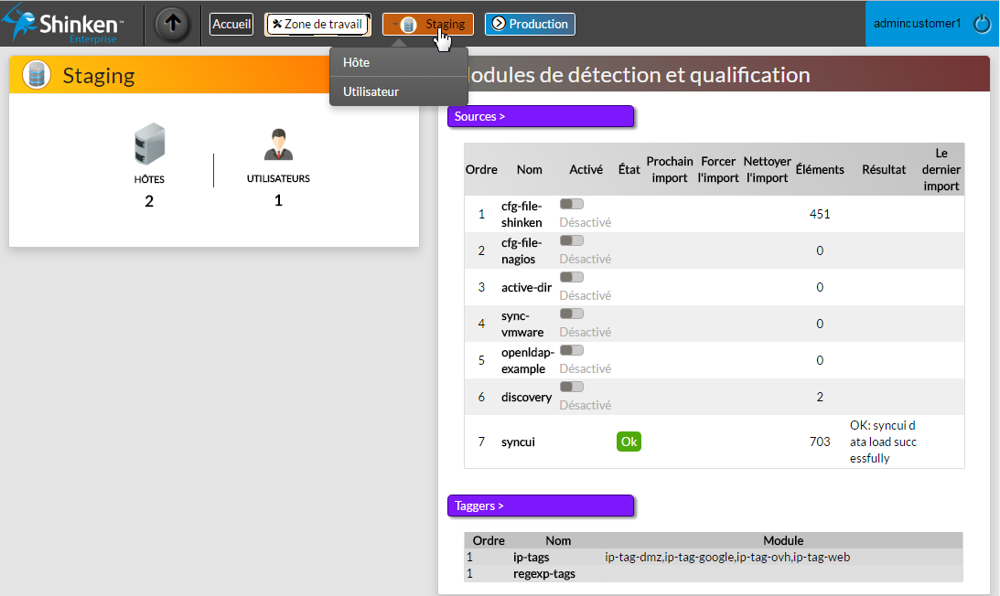 Shinken™
Enterprise
Accueil
Zone de travail
Staging
Production
admincustomer1
Hôte
Utilisateur
Staging
HÔTES
2
UTILISATEURS
1
odules de détection et qualification
Sources >
Ordre Nom Activé État Prochain import Forcer l'import Nettoyer l'import Éléments Résultat Le dernier import
1 cfg-file-shinken Désactivé 451
2 cfg-file-nagios Désactivé 0
3 active-dir Désactivé 0
4 sync-vmware Désactivé 0
5 openldap-example Désactivé 0
6 discovery Désactivé 2
7 syncui Ok 703 OK: syncui d
ata load succ
essfully
Taggers >
Ordre Nom Module
1 ip-tags ip-tag-dmz,ip-tag-google,ip-tag-ovh,ip-tag-web
1 regexp-tags